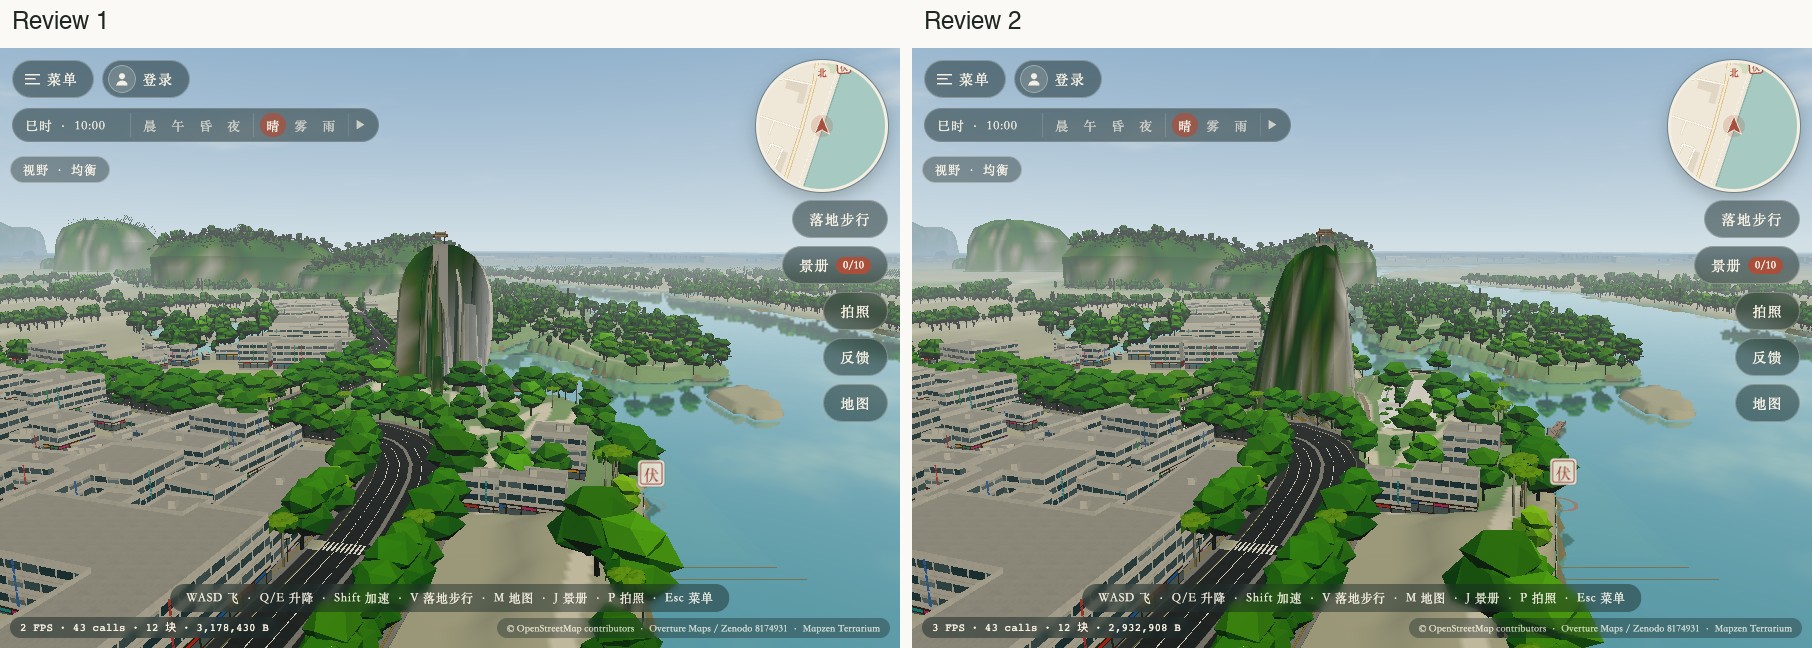 Review 1
菜单
登录
巳时 · 10:00 晨 午 昏 夜 晴 雾 雨
视野 · 均衡
北
伏
落地步行
景册 0/10
拍照
反馈
地图
伏
WASD 飞 · Q/E 升降 · Shift 加速 · V 落地步行 · M 地图 · J 景册 · P 拍照 · Esc 菜单
2 FPS · 43 calls · 12 块 · 3,178,430 B
© OpenStreetMap contributors · Overture Maps / Zenodo 8174931 · Mapzen Terrarium
Review 2
菜单
登录
巳时 · 10:00 晨 午 昏 夜 晴 雾 雨
视野 · 均衡
北
伏
落地步行
景册 0/10
拍照
反馈
地图
伏
WASD 飞 · Q/E 升降 · Shift 加速 · V 落地步行 · M 地图 · J 景册 · P 拍照 · Esc 菜单
3 FPS · 43 calls · 12 块 · 2,932,908 B
© OpenStreetMap contributors · Overture Maps / Zenodo 8174931 · Mapzen Terrarium